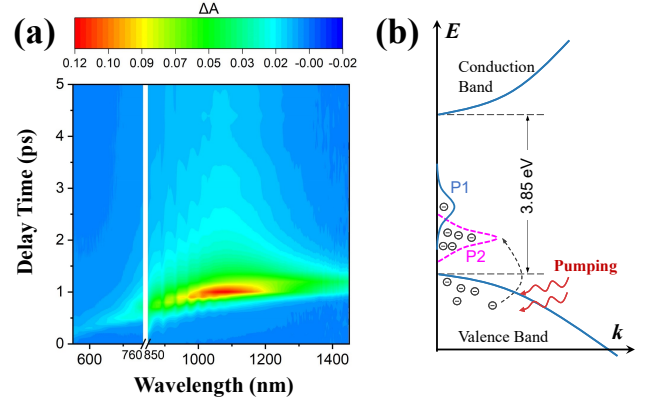 (a)
ΔA
0.12 0.10 0.09 0.07 0.05 0.03 0.02 -0.00 -0.02
5
4
3
2
1
0
Delay Time (ps)
600 760 850 1000 1200 1400
Wavelength (nm)
(b)
E
Conduction
Band
3.85 eV
P1
P2
Pumping
Valence Band
k